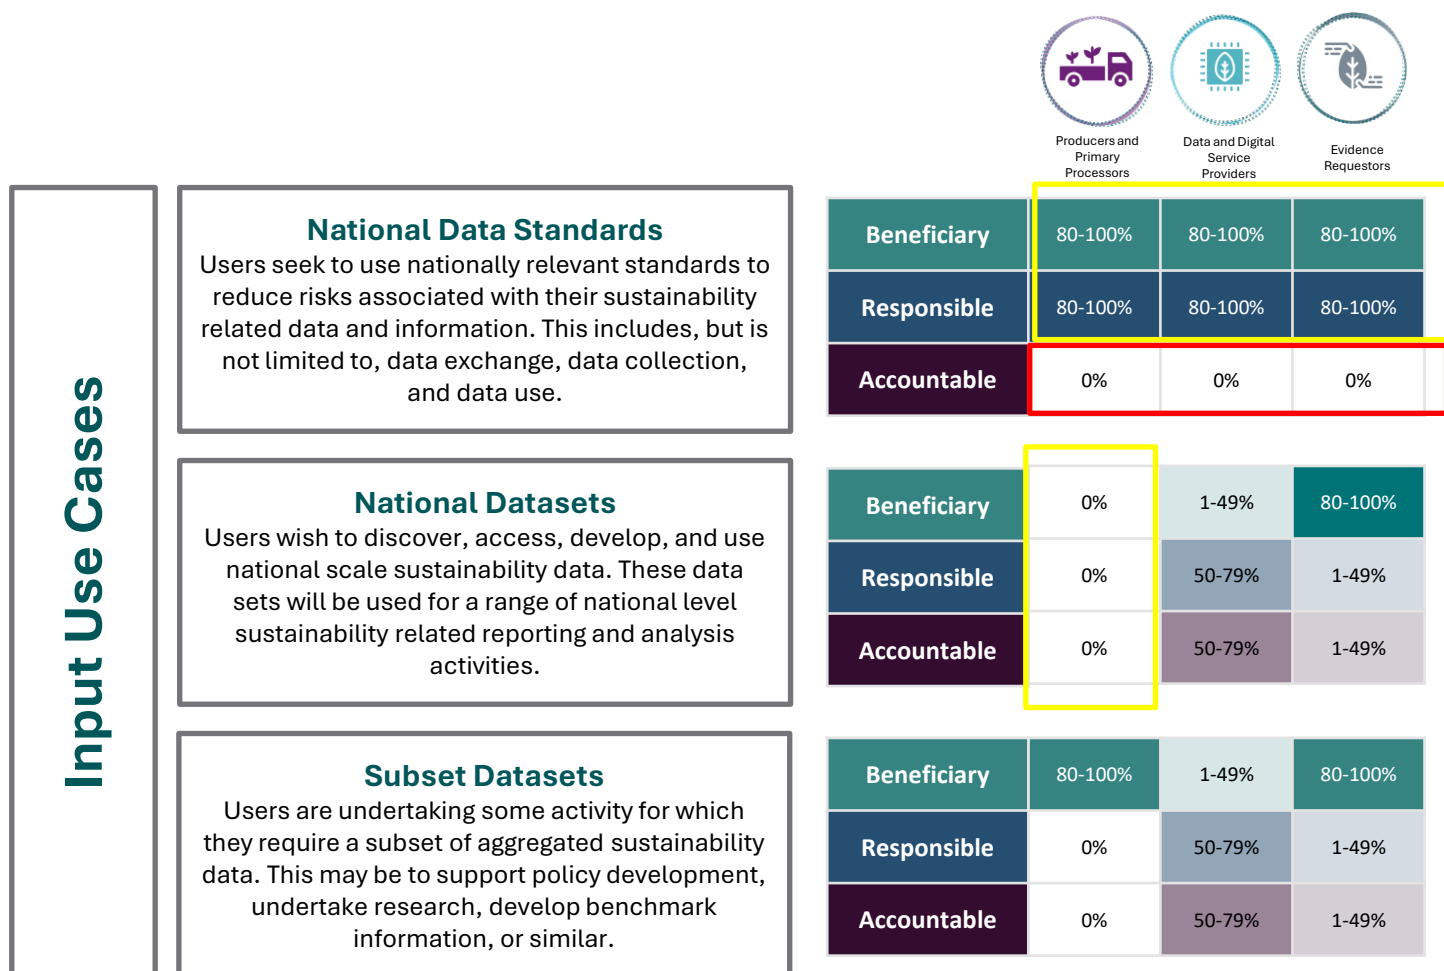 Producers and
Primary
Processors
Data and Digital
Service
Providers
Evidence
Requestors
Input Use Cases
National Data Standards
Users seek to use nationally relevant standards to
reduce risks associated with their sustainability
related data and information. This includes, but is
not limited to, data exchange, data collection,
and data use.
Beneficiary 80-100% 80-100% 80-100%
Responsible 80-100% 80-100% 80-100%
Accountable 0% 0% 0%
National Datasets
Users wish to discover, access, develop, and use
national scale sustainability data. These data
sets will be used for a range of national level
sustainability related reporting and analysis
activities.
Beneficiary 0% 1-49% 80-100%
Responsible 0% 50-79% 1-49%
Accountable 0% 50-79% 1-49%
Subset Datasets
Users are undertaking some activity for which
they require a subset of aggregated sustainability
data. This may be to support policy development,
undertake research, develop benchmark
information, or similar.
Beneficiary 80-100% 1-49% 80-100%
Responsible 0% 50-79% 1-49%
Accountable 0% 50-79% 1-49%